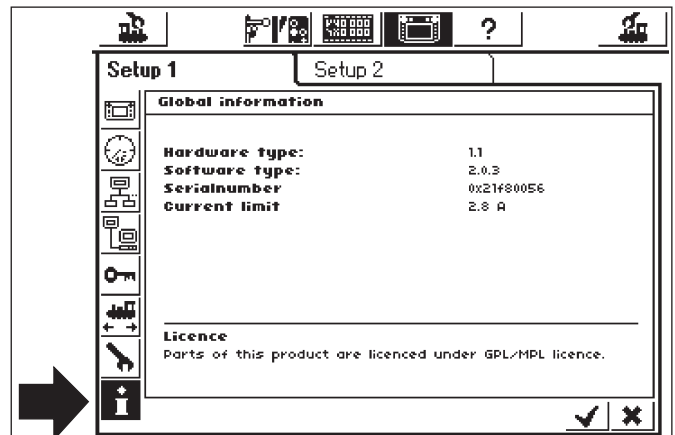 ?
Setup 1
Setup 2
Global information
Hardware type: 1.1
Software type: 2.0.3
Serialnumber 0x21f80056
Current limit 2.8 A
Licence
Parts of this product are licenced under GPL/MPL licence.
i